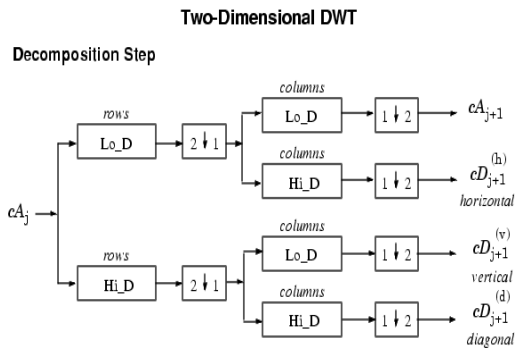 Two-Dimensional DWT
Decomposition Step
columns
rows
Lo_D
2 ↓ 1
Lo_D
1 ↓ 2
cA j+1
columns
Hi_D
1 ↓ 2
cD j+1 (h)
horizontal
cA j
columns
rows
Hi_D
2 ↓ 1
Lo_D
1 ↓ 2
cD j+1 (v)
vertical
columns
Hi_D
1 ↓ 2
cD j+1 (d)
diagonal